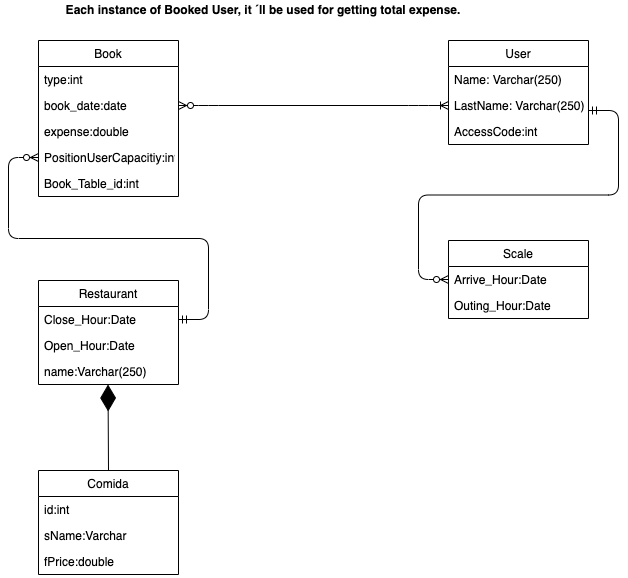 Each instance of Booked User, it ´ll be used for getting total expense.
Book
type:int
book_date:date
expense:double
PositionUserCapacitiy:in
Book_Table_id:int
User
Name: Varchar(250)
LastName: Varchar(250)
AccessCode:int
Scale
Arrive_Hour:Date
Outing_Hour:Date
Restaurant
Close_Hour:Date
Open_Hour:Date
name:Varchar(250)
Comida
id:int
sName:Varchar
fPrice:double